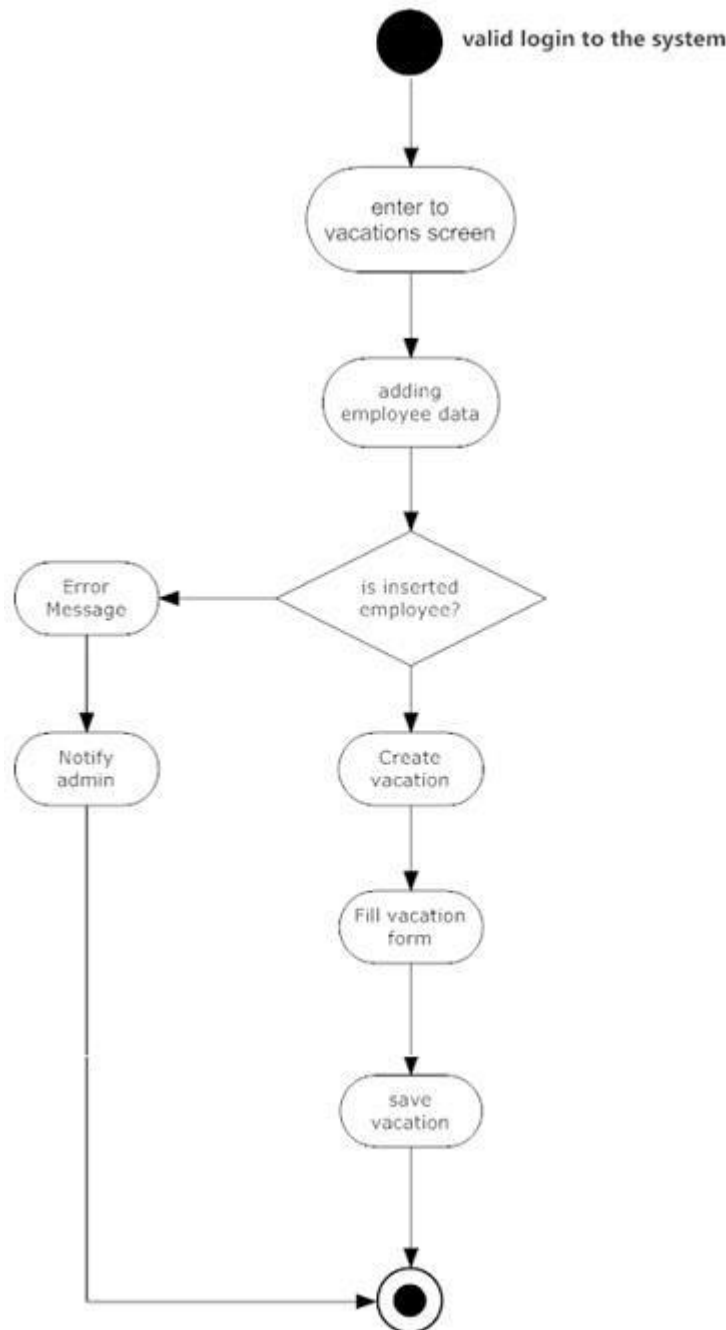 valid login to the system
enter to
vacations screen
adding
employee data
is inserted
employee?
Error
Message
Notify
admin
Create
vacation
Fill vacation
form
save
vacation